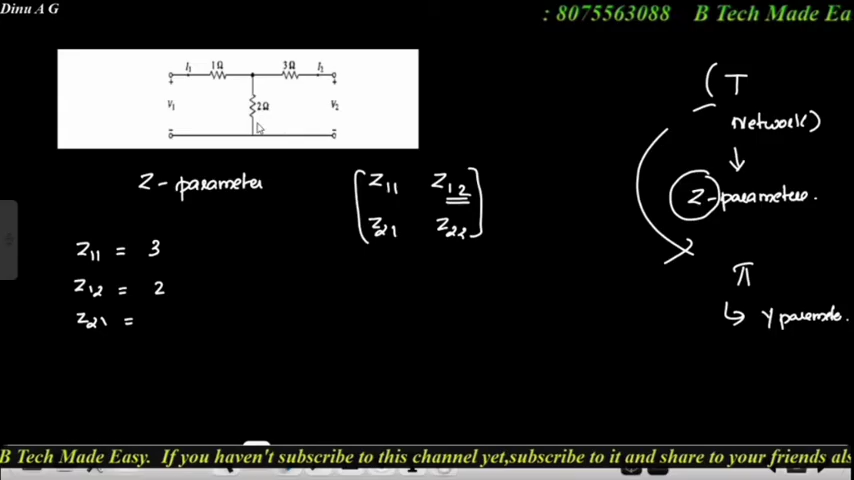 Dinu A G
: 8075563088 B Tech Made Ea
I1 1Ω 3Ω I2
+ +
V1 2Ω V2
- -
(T
Network)
Z - parameter
[Z11 Z12
Z21 Z22]
Z-parameters.
Z11 = 3
Z12 = 2
Z21 =
π
↳ Y parameter.
B Tech Made Easy. If you haven't subscribe to this channel yet,subscribe to it and share to your friends als